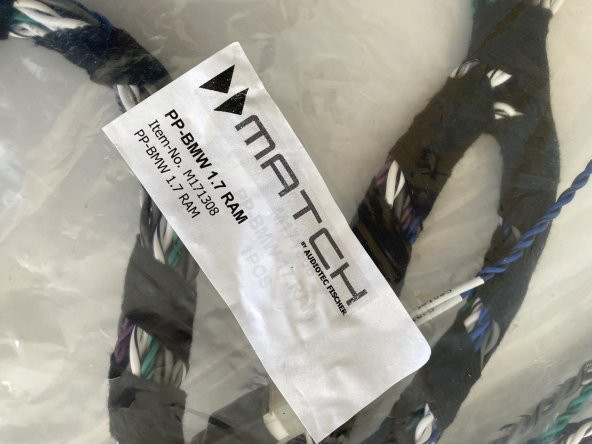 MATCH
BY AUDIOTEC FISCHER
PP-BMW 1.7 RAM
Item-No. M171308
PP-BMW 1.7 RAM